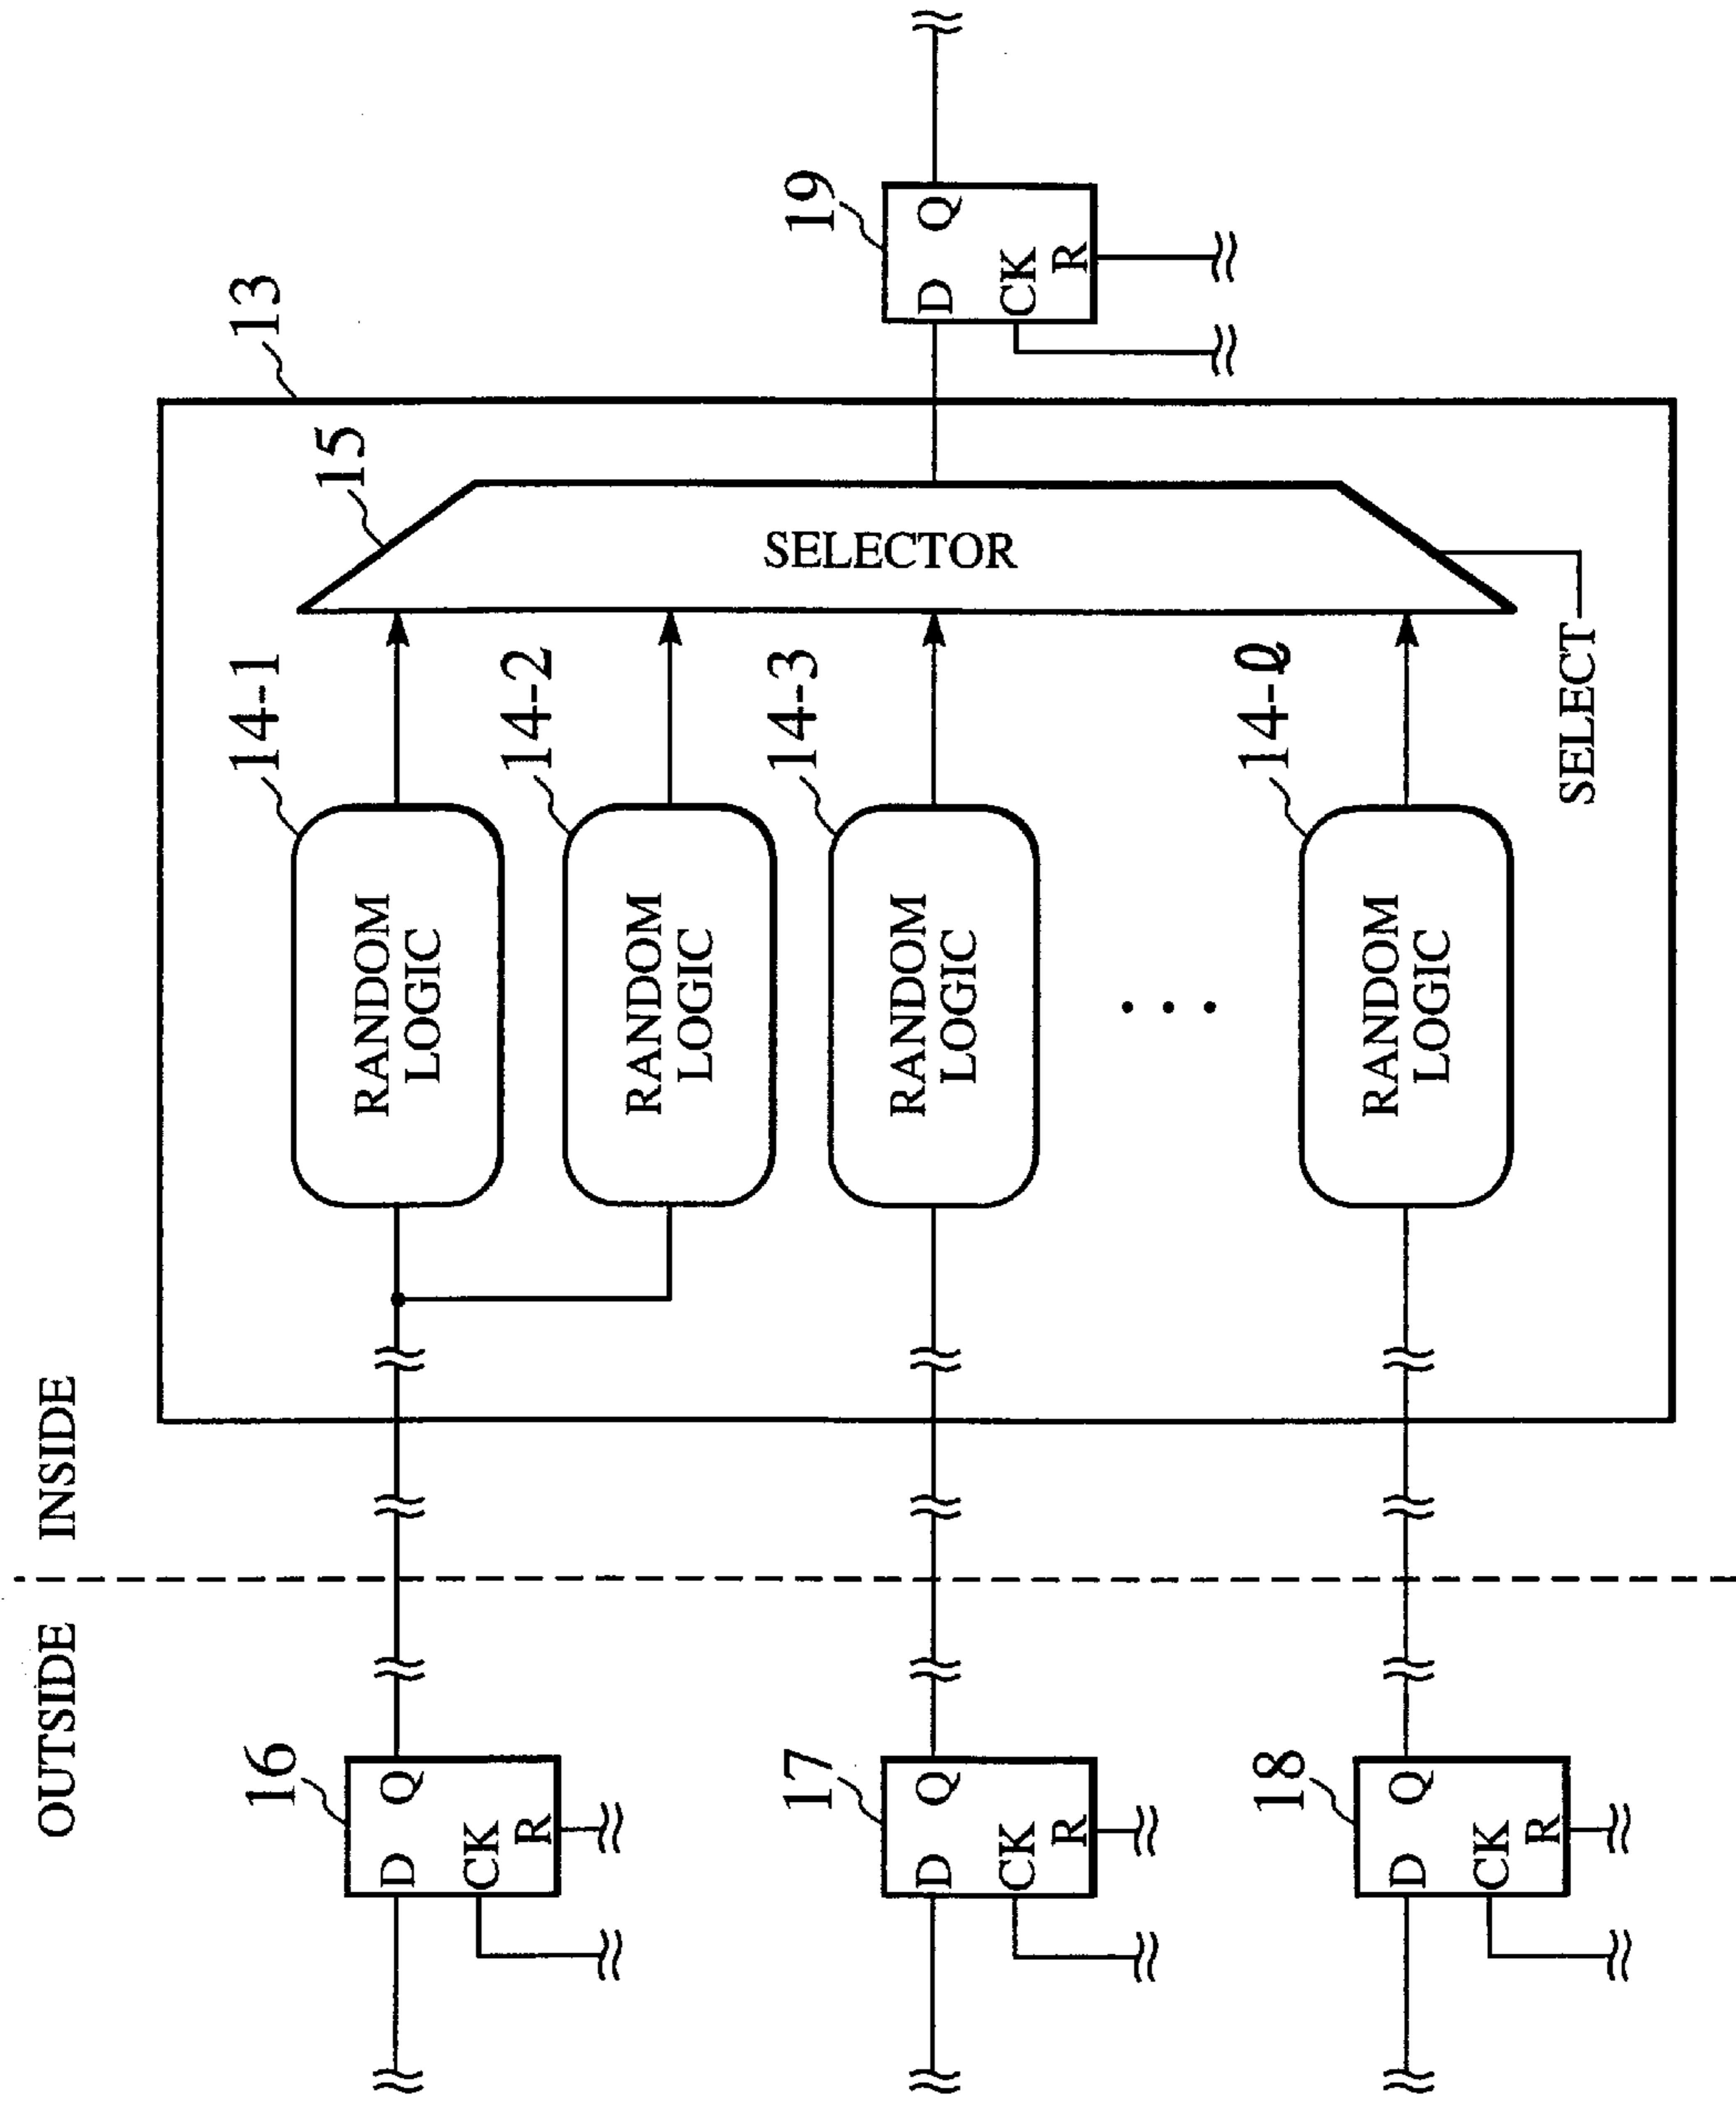 OUTSIDE
INSIDE
16
14-1
13
15
D Q
CK
R
RANDOM
LOGIC
14-2
RANDOM
LOGIC
SELECTOR
17
14-3
19
D Q
CK
R
RANDOM
LOGIC
D Q
CK
R
18
14-ℓ
D Q
CK
R
RANDOM
LOGIC
SELECT